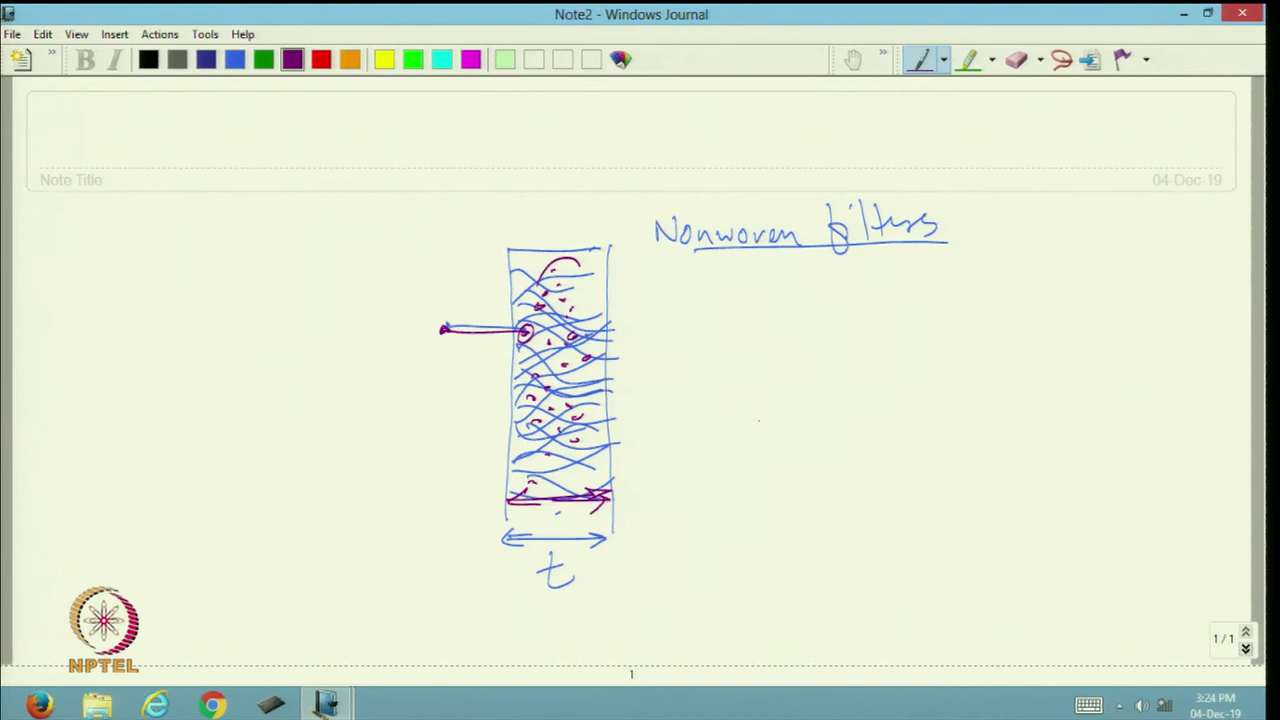 Note2 - Windows Journal
File Edit View Insert Actions Tools Help
B I
Note Title
04-Dec-19
Nonwoven filters
t
NPTEL
1 / 1
1
3:24 PM
04-Dec-19